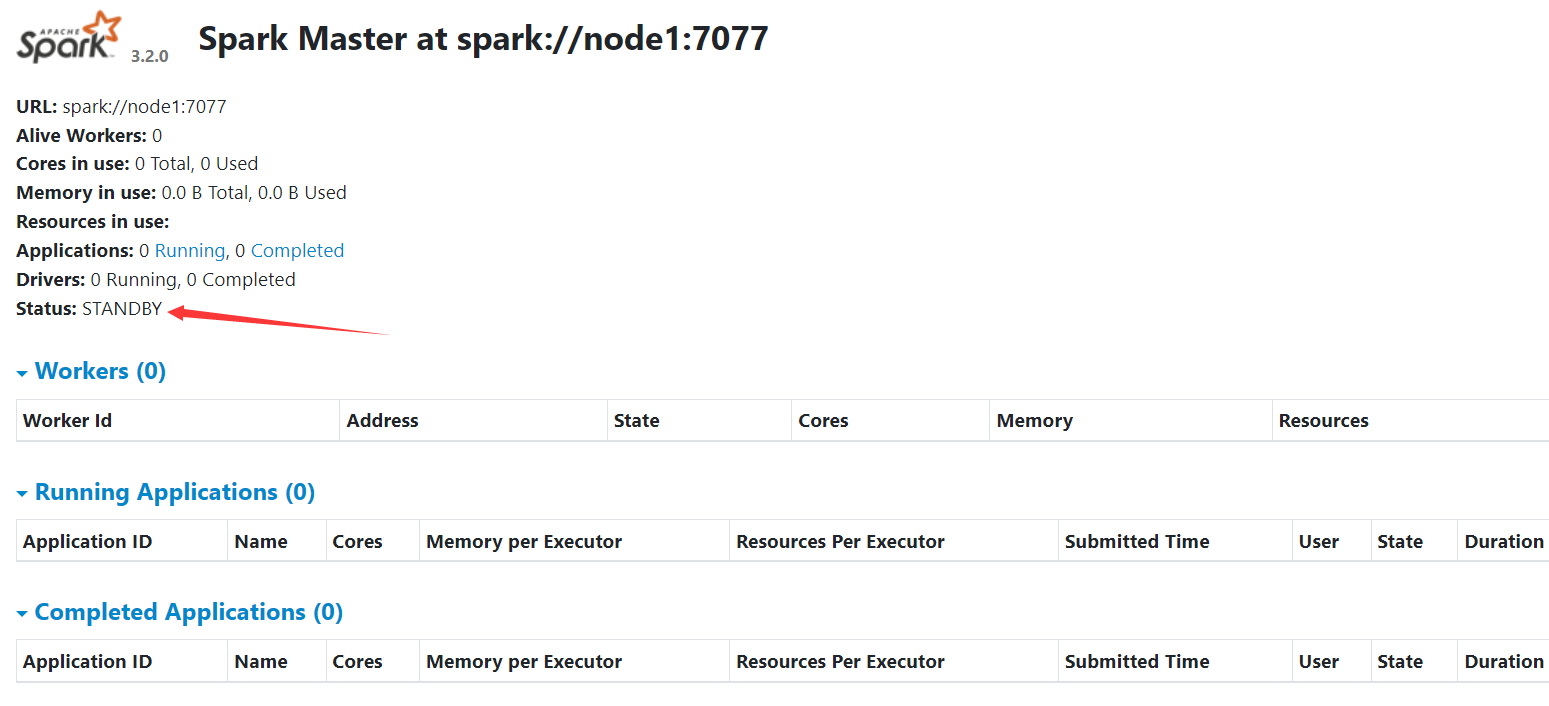 APACHE
Spark 3.2.0 Spark Master at spark://node1:7077
URL: spark://node1:7077
Alive Workers: 0
Cores in use: 0 Total, 0 Used
Memory in use: 0.0 B Total, 0.0 B Used
Resources in use:
Applications: 0 Running, 0 Completed
Drivers: 0 Running, 0 Completed
Status: STANDBY
Workers (0)
Worker Id Address State Cores Memory Resources
Running Applications (0)
Application ID Name Cores Memory per Executor Resources Per Executor Submitted Time User State Duration
Completed Applications (0)
Application ID Name Cores Memory per Executor Resources Per Executor Submitted Time User State Duration